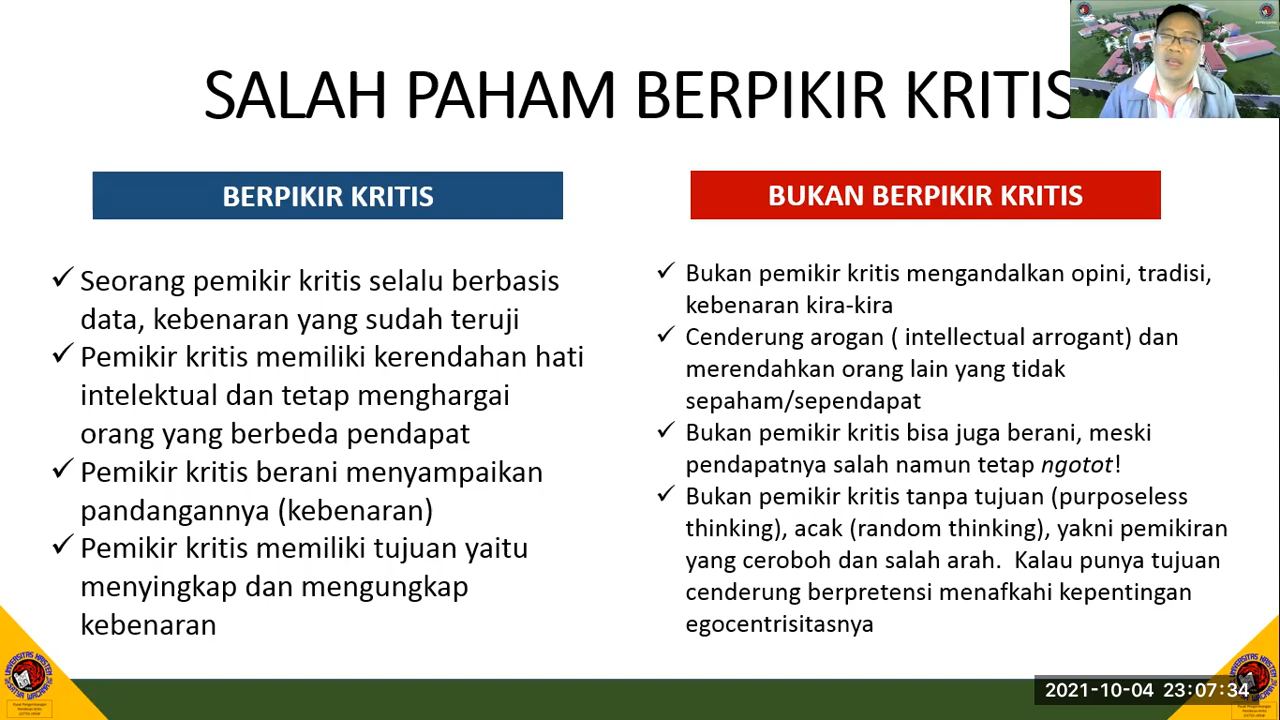 SALAH PAHAM BERPIKIR KRITIS
BERPIKIR KRITIS
✓ Seorang pemikir kritis selalu berbasis
data, kebenaran yang sudah teruji
✓ Pemikir kritis memiliki kerendahan hati
intelektual dan tetap menghargai
orang yang berbeda pendapat
✓ Pemikir kritis berani menyampaikan
pandangannya (kebenaran)
✓ Pemikir kritis memiliki tujuan yaitu
menyingkap dan mengungkap
kebenaran
BUKAN BERPIKIR KRITIS
✓ Bukan pemikir kritis mengandalkan opini, tradisi,
kebenaran kira-kira
✓ Cenderung arogan ( intellectual arrogant) dan
merendahkan orang lain yang tidak
sepaham/sependapat
✓ Bukan pemikir kritis bisa juga berani, meski
pendapatnya salah namun tetap ngotot!
✓ Bukan pemikir kritis tanpa tujuan (purposeless
thinking), acak (random thinking), yakni pemikiran
yang ceroboh dan salah arah.  Kalau punya tujuan
cenderung berpretensi menafkahi kepentingan
egocentrisitasnya
UNIVERSITAS KRISTEN
SATYA WACANA
2021-10-04 23:07:34